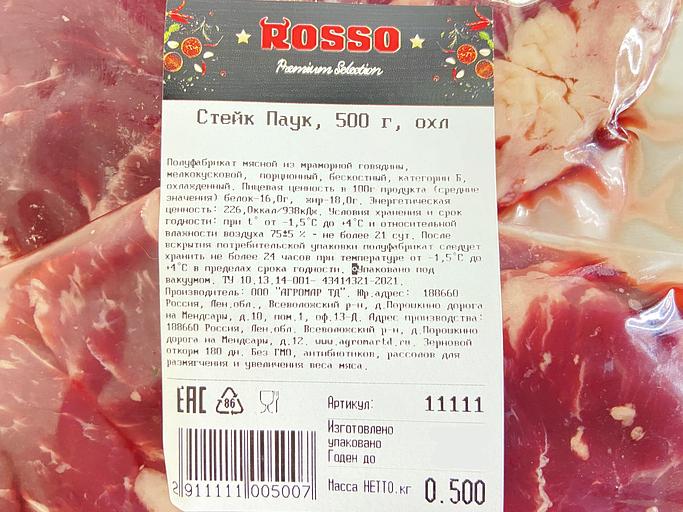 ROSSO
Premium Selection
Стейк Паук, 500 г, охл
Полуфабрикат мясной из мраморной говядины,
мелкокусковой, порционный, бескостный, категории Б,
охлажденный. Пищевая ценность в 100г продукта (средние
значения) белок-16,0г, жир-18,0г. Энергетическая
ценность: 226,0ккал/938кДж. Условия хранения и срок
годности: при t° от -1,5°С до +4°С и относительной
влажности воздуха 75±5 % - не более 21 сут. После
вскрытия потребительской упаковки полуфабрикат следует
хранить не более 24 часов при температуре от -1,5°С до
+4°С в пределах срока годности. Упаковано под
вакуумом. ТУ 10.13.14-001- 43414321-2021.
Производитель: ООО "АГРОМАР ТД". Юр.адрес: 188660
Россия, Лен.обл., Всеволожский р-н, д.Порошкино дорога
на Мендсары, д.10, пом.1, оф.13-Д. Адрес производства:
188660 Россия, Лен.обл. Всеволожский р-н, д.Порошкино
дорога на Мендсары, д.12. www.agromartd.ru. Зерновой
откорм 180 дн. Без ГМО, антибиотиков, рассолов для
размягчения и увеличения веса мяса.
EAC 86
Артикул: 11111
Изготовлено
упаковано
Годен до
Масса НЕТТО.кг 0.500
2 911111 005007